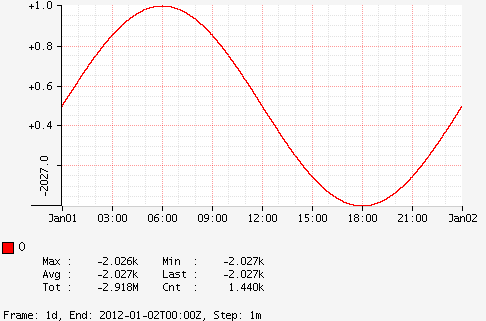 +1.0
+0.8
+0.6
+0.4
-2027.0
Jan01 03:00 06:00 09:00 12:00 15:00 18:00 21:00 Jan02
0
Max : -2.026k Min : -2.027k
Avg : -2.027k Last : -2.027k
Tot : -2.918M Cnt : 1.440k
Frame: 1d, End: 2012-01-02T00:00Z, Step: 1m